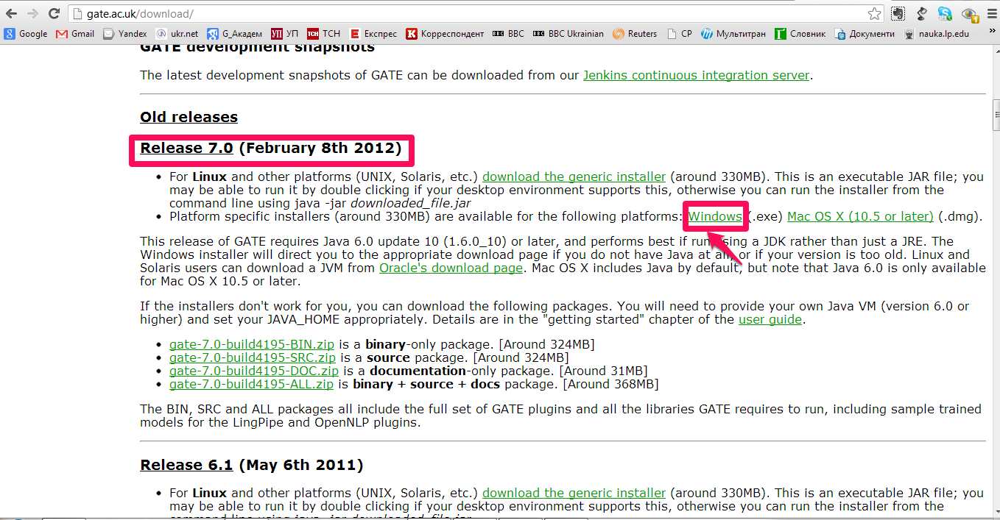 gate.ac.uk/download/
Google Gmail Yandex ukr.net G_Академ УП ТСН Експрес Корреспондент BBC BBC Ukrainian Reuters CP Мультитран Словник Документи nauka.lp.edu »
GATE development snapshots
The latest development snapshots of GATE can be downloaded from our Jenkins continuous integration server.
Old releases
Release 7.0 (February 8th 2012)
• For Linux and other platforms (UNIX, Solaris, etc.) download the generic installer (around 330MB). This is an executable JAR file; you
may be able to run it by double clicking if your desktop environment supports this, otherwise you can run the installer from the
command line using java -jar downloaded_file.jar
• Platform specific installers (around 330MB) are available for the following platforms: Windows (.exe) Mac OS X (10.5 or later) (.dmg).
This release of GATE requires Java 6.0 update 10 (1.6.0_10) or later, and performs best if run using a JDK rather than just a JRE. The
Windows installer will direct you to the appropriate download page if you do not have Java at all, or if your version is too old. Linux and
Solaris users can download a JVM from Oracle's download page. Mac OS X includes Java by default, but note that Java 6.0 is only available
for Mac OS X 10.5 or later.
If the installers don't work for you, you can download the following packages. You will need to provide your own Java VM (version 6.0 or
higher) and set your JAVA_HOME appropriately. Details are in the "getting started" chapter of the user guide.
• gate-7.0-build4195-BIN.zip is a binary-only package. [Around 324MB]
• gate-7.0-build4195-SRC.zip is a source package. [Around 324MB]
• gate-7.0-build4195-DOC.zip is a documentation-only package. [Around 31MB]
• gate-7.0-build4195-ALL.zip is binary + source + docs package. [Around 368MB]
The BIN, SRC and ALL packages all include the full set of GATE plugins and all the libraries GATE requires to run, including sample trained
models for the LingPipe and OpenNLP plugins.
Release 6.1 (May 6th 2011)
• For Linux and other platforms (UNIX, Solaris, etc.) download the generic installer (around 330MB). This is an executable JAR file; you
may be able to run it by double clicking if your desktop environment supports this, otherwise you can run the installer from the
command line using java -jar downloaded_file.jar